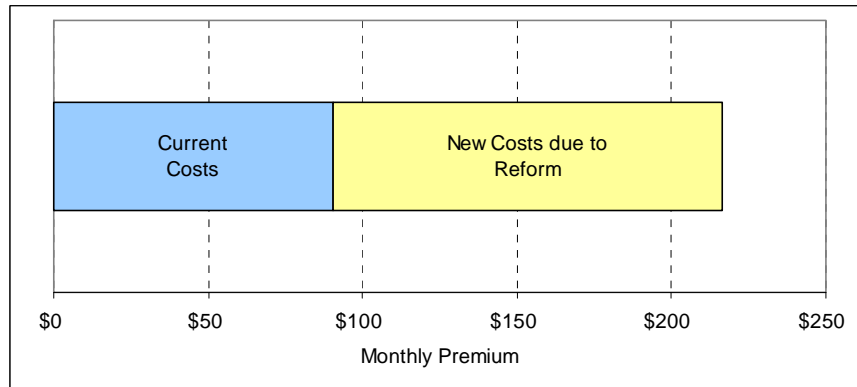 Current
Costs
New Costs due to
Reform
$0 $50 $100 $150 $200 $250
Monthly Premium